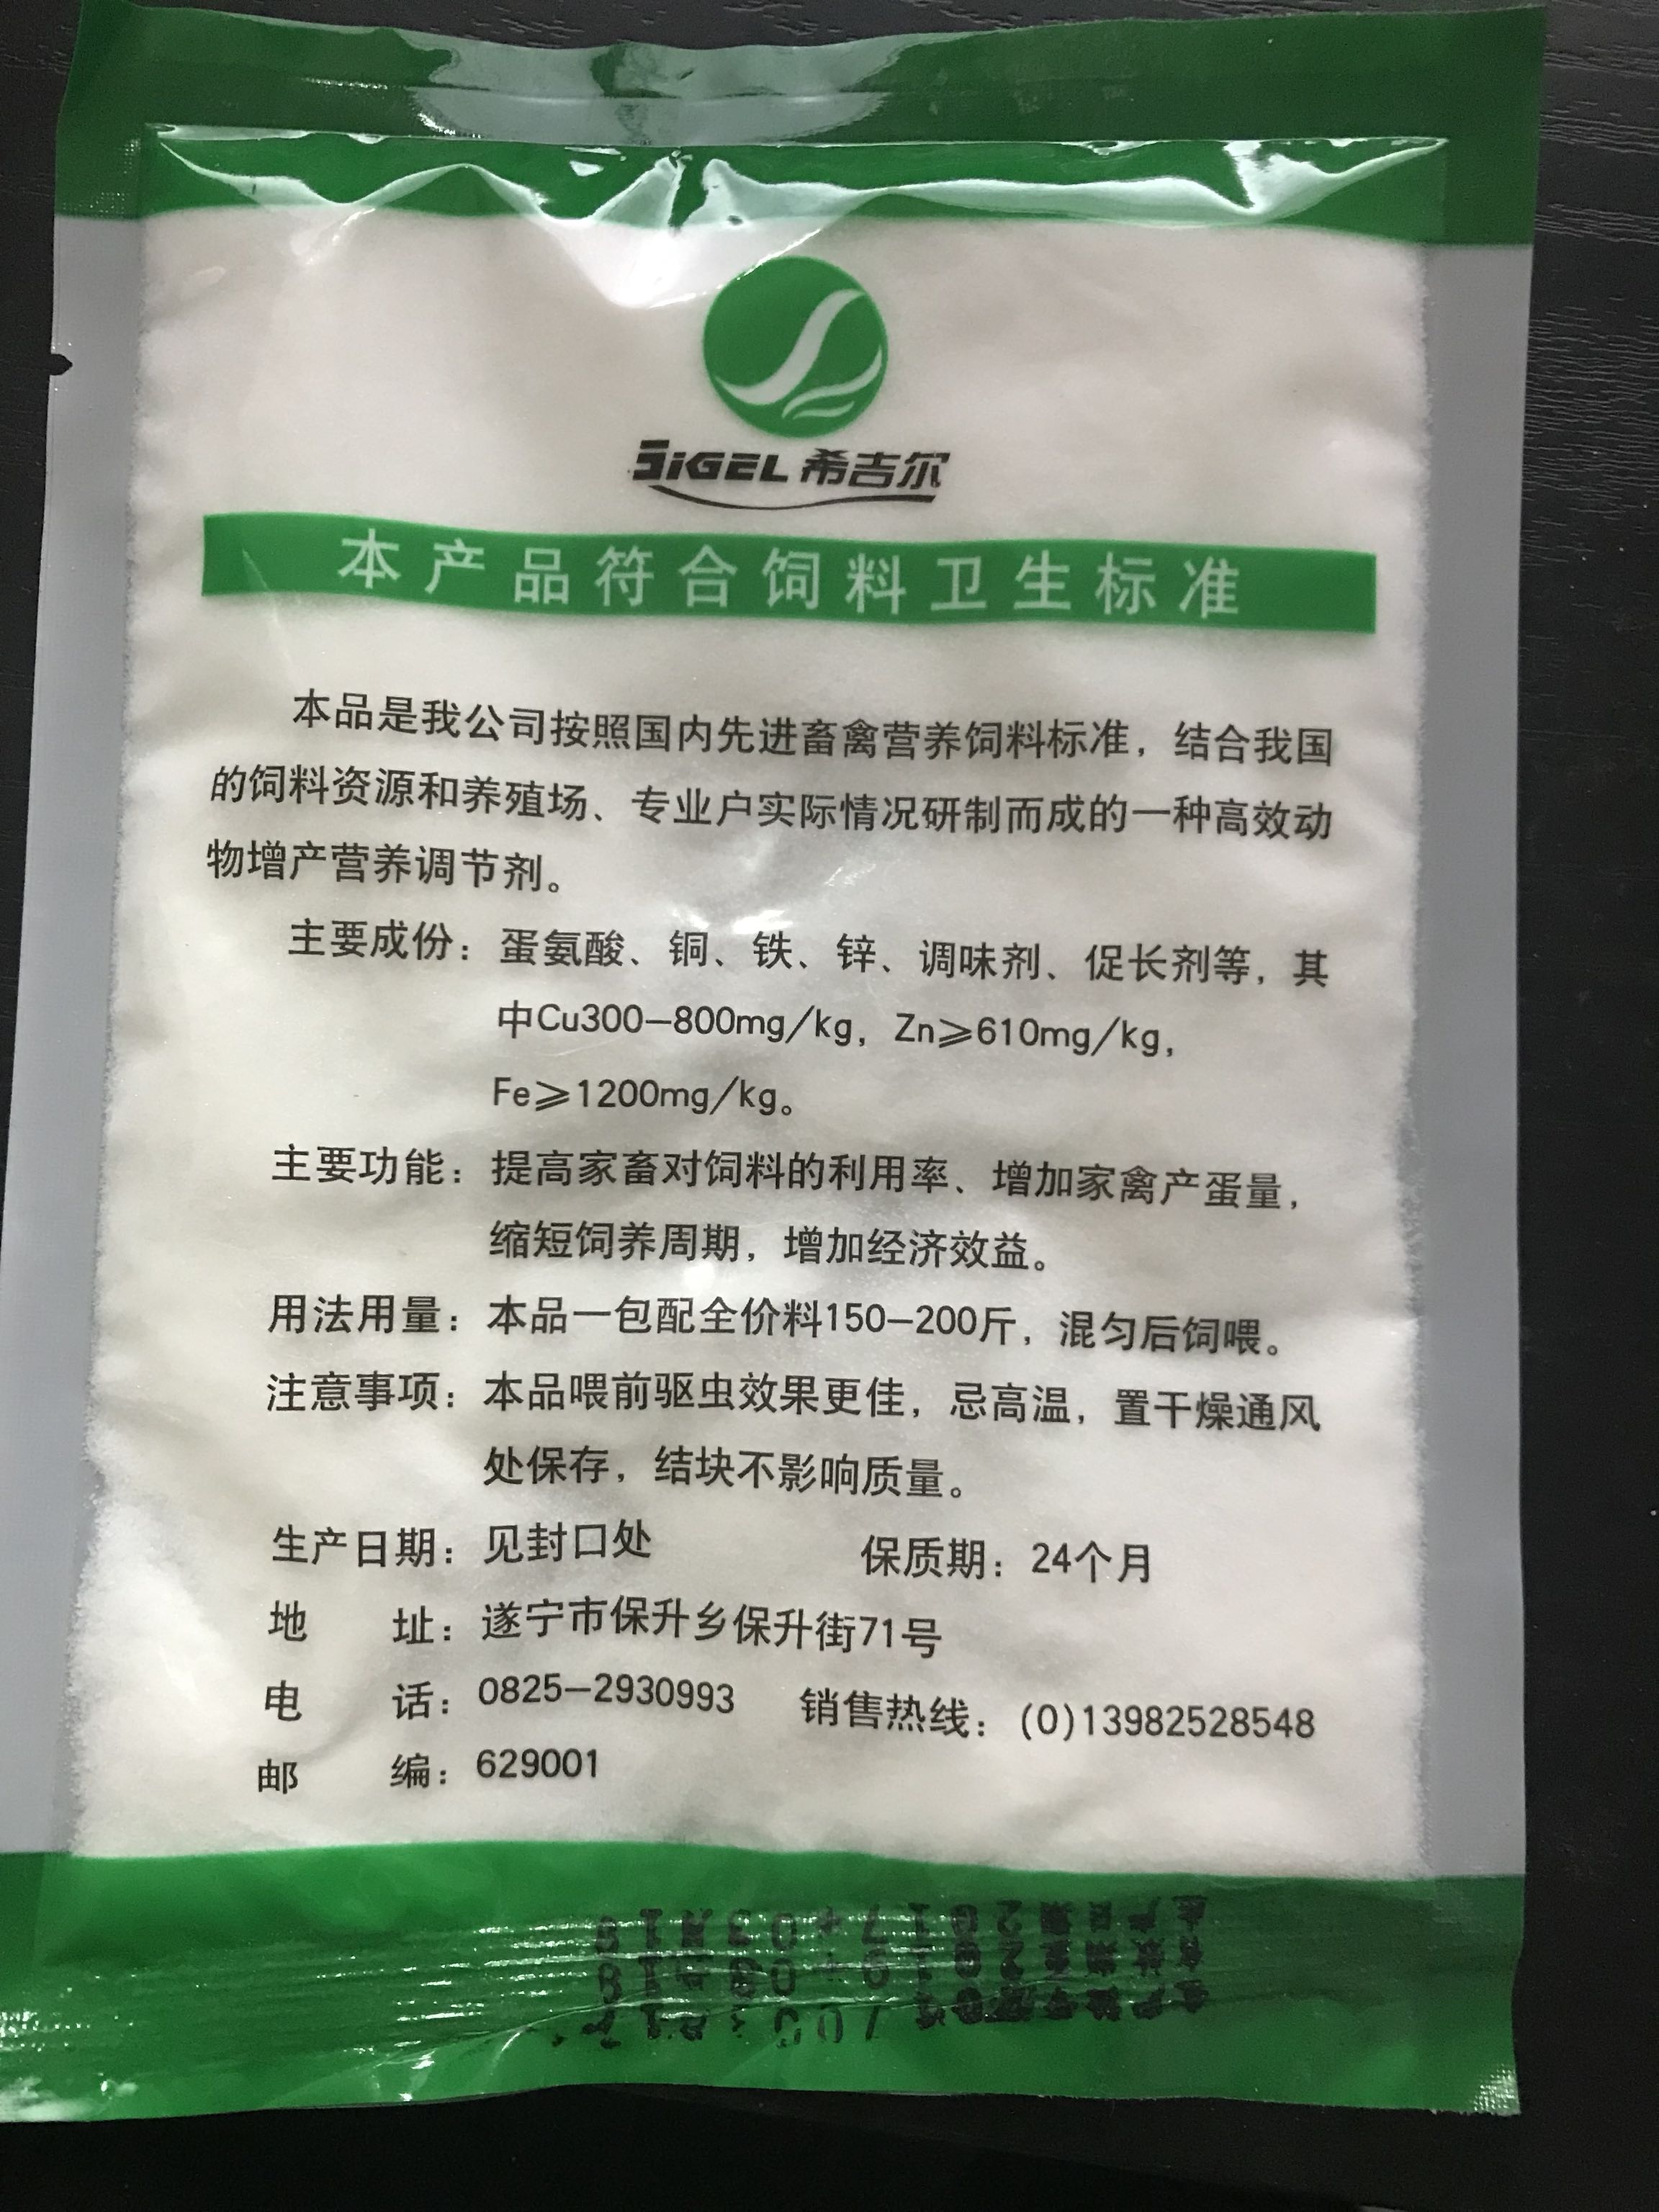 SIGEL 希吉尔
本产品符合饲料卫生标准
本品是我公司按照国内先进畜禽营养饲料标准，结合我国
的饲料资源和养殖场、专业户实际情况研制而成的一种高效动
物增产营养调节剂。
主要成份：蛋氨酸、铜、铁、锌、调味剂、促长剂等，其
中Cu300—800mg/kg，Zn⩾610mg/kg，
Fe⩾1200mg/kg。
主要功能：提高家畜对饲料的利用率、增加家禽产蛋量，
缩短饲养周期，增加经济效益。
用法用量：本品一包配全价料150—200斤，混匀后饲喂。
注意事项：本品喂前驱虫效果更佳，忌高温，置干燥通风
处保存，结块不影响质量。
生产日期：见封口处 保质期：24个月
地 址：遂宁市保升乡保升街71号
电 话：0825—2930993 销售热线：(0)13982528548
邮 编：629001